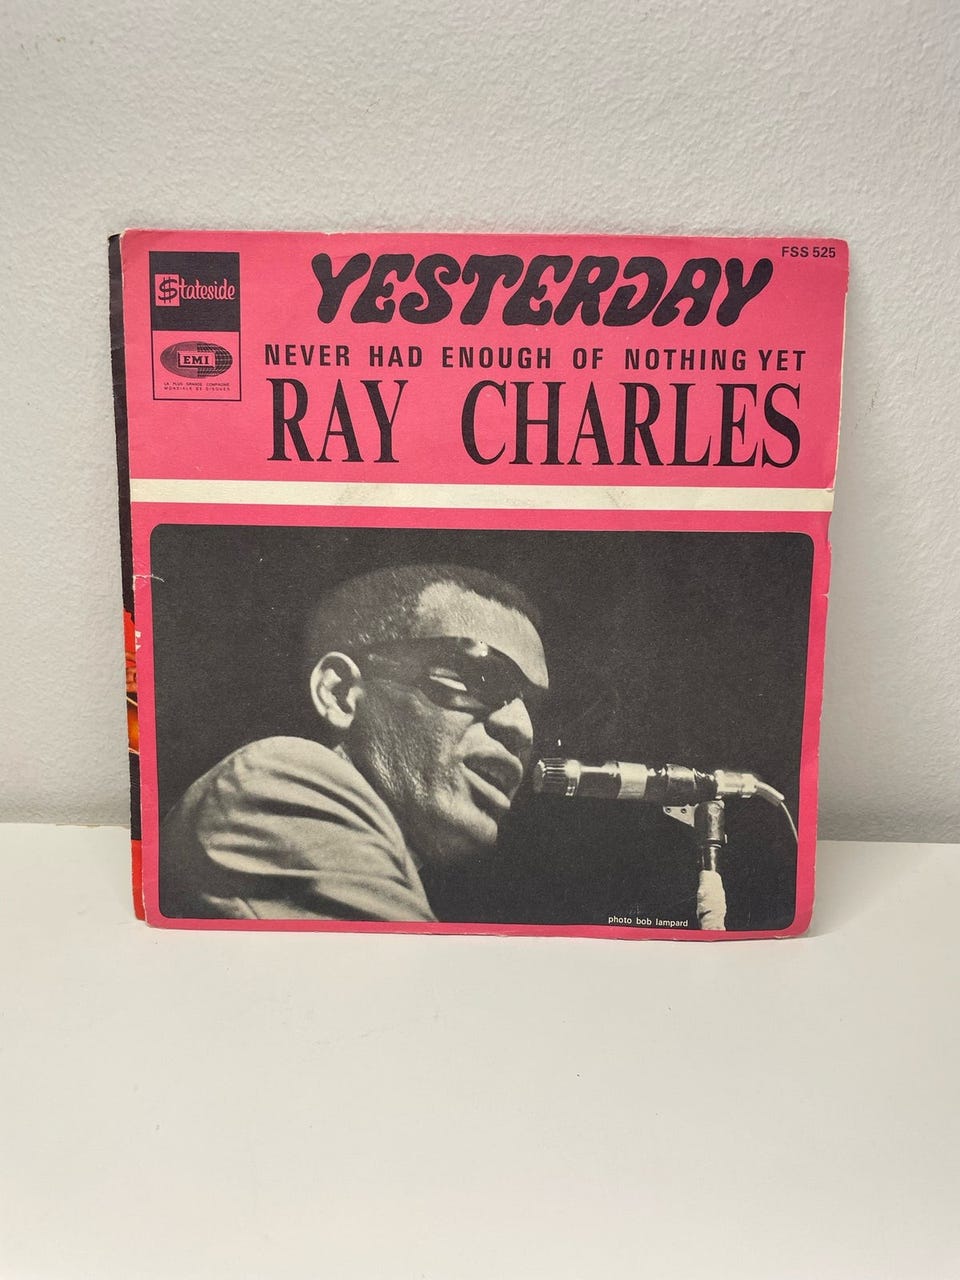 FSS 525
Stateside
YESTERDAY
NEVER HAD ENOUGH OF NOTHING YET
EMI
LA PLUS GRANDE COMPAGNIE
MONDIALE DE DISQUES
RAY CHARLES
photo bob lampard